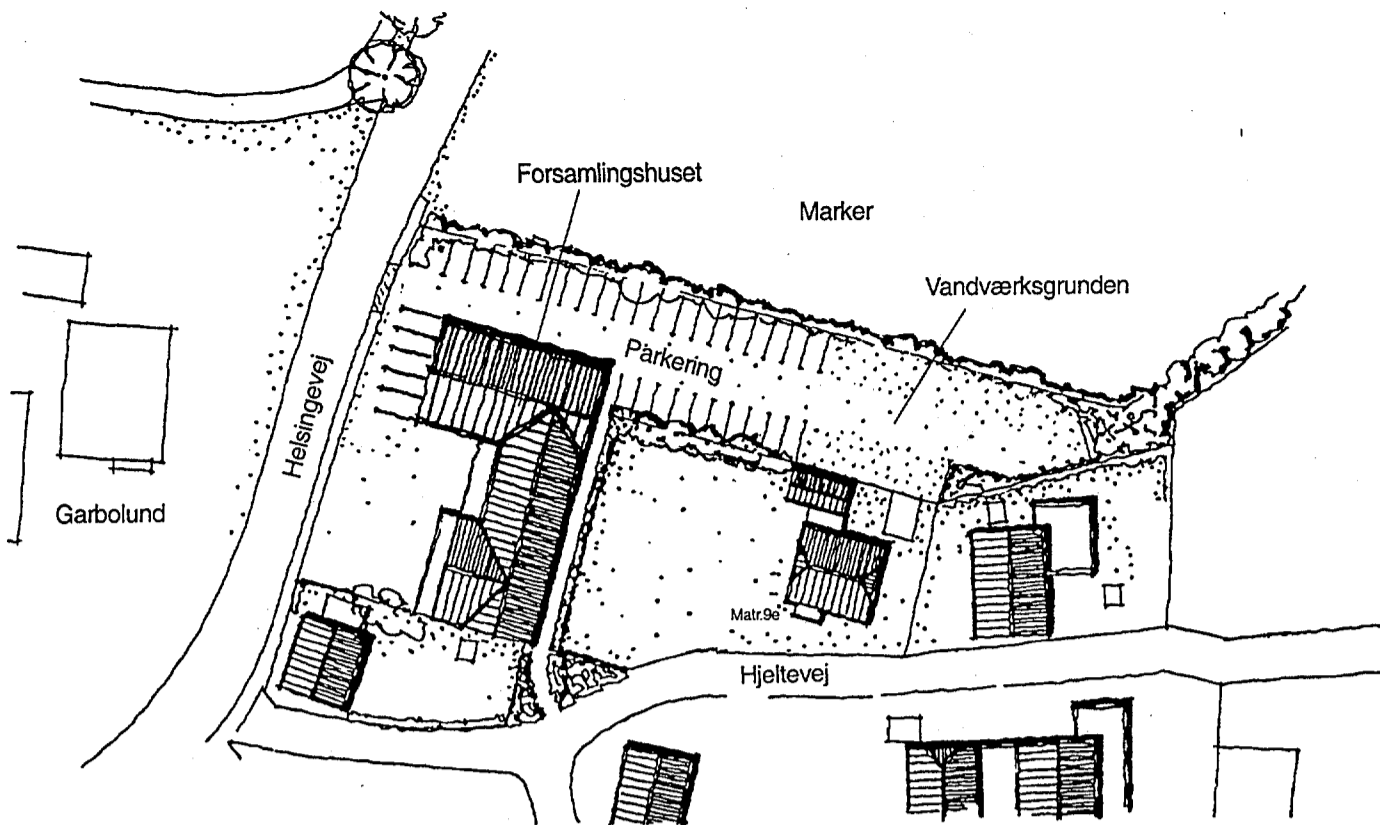 Forsamlingshuset
Marker
Vandværksgrunden
Parkering
Helsingevej
Garbolund
Matr.9e
Hjeltevej